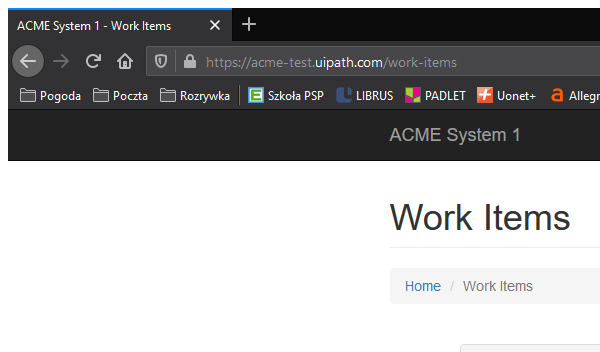 ACME System 1 - Work Items
https://acme-test.uipath.com/work-items
Pogoda Poczta Rozrywka Szkoła PSP LIBRUS PADLET Uonet+ Allegr
ACME System 1
Work Items
Home / Work Items